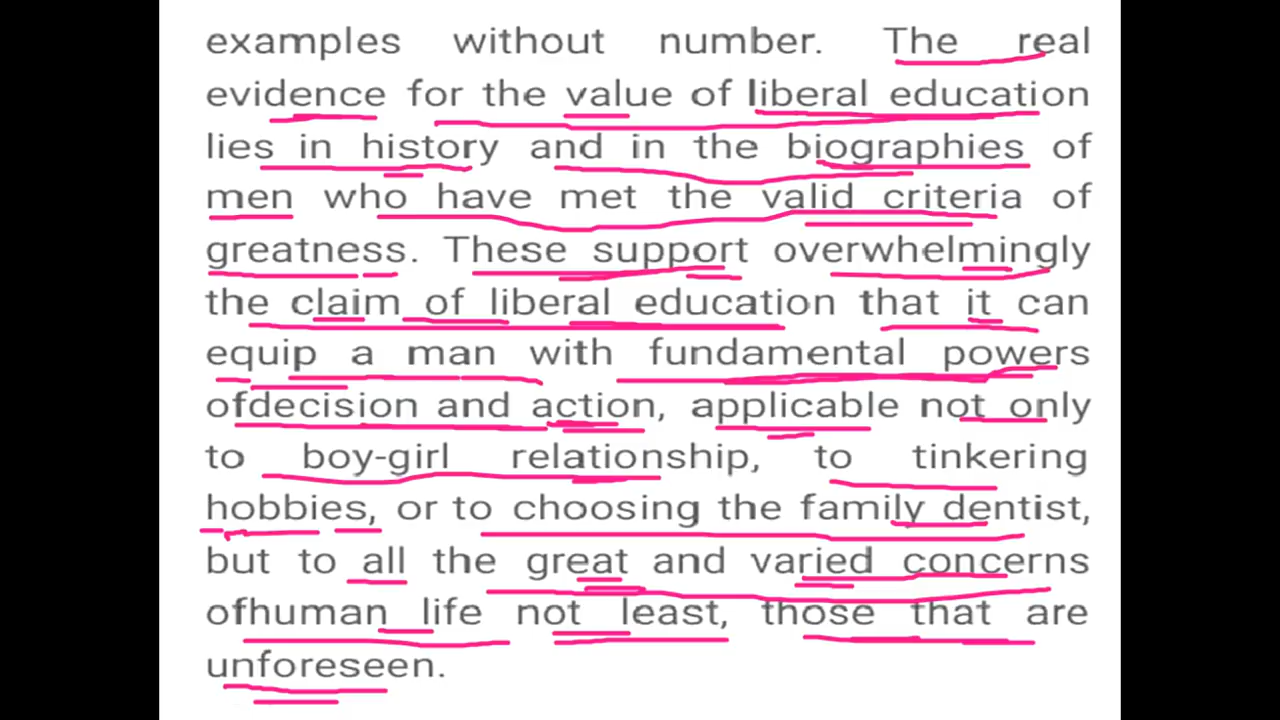 examples without number. The real
evidence for the value of liberal education
lies in history and in the biographies of
men who have met the valid criteria of
greatness. These support overwhelmingly
the claim of liberal education that it can
equip a man with fundamental powers
ofdecision and action, applicable not only
to boy-girl relationship, to tinkering
hobbies, or to choosing the family dentist,
but to all the great and varied concerns
ofhuman life not least, those that are
unforeseen.